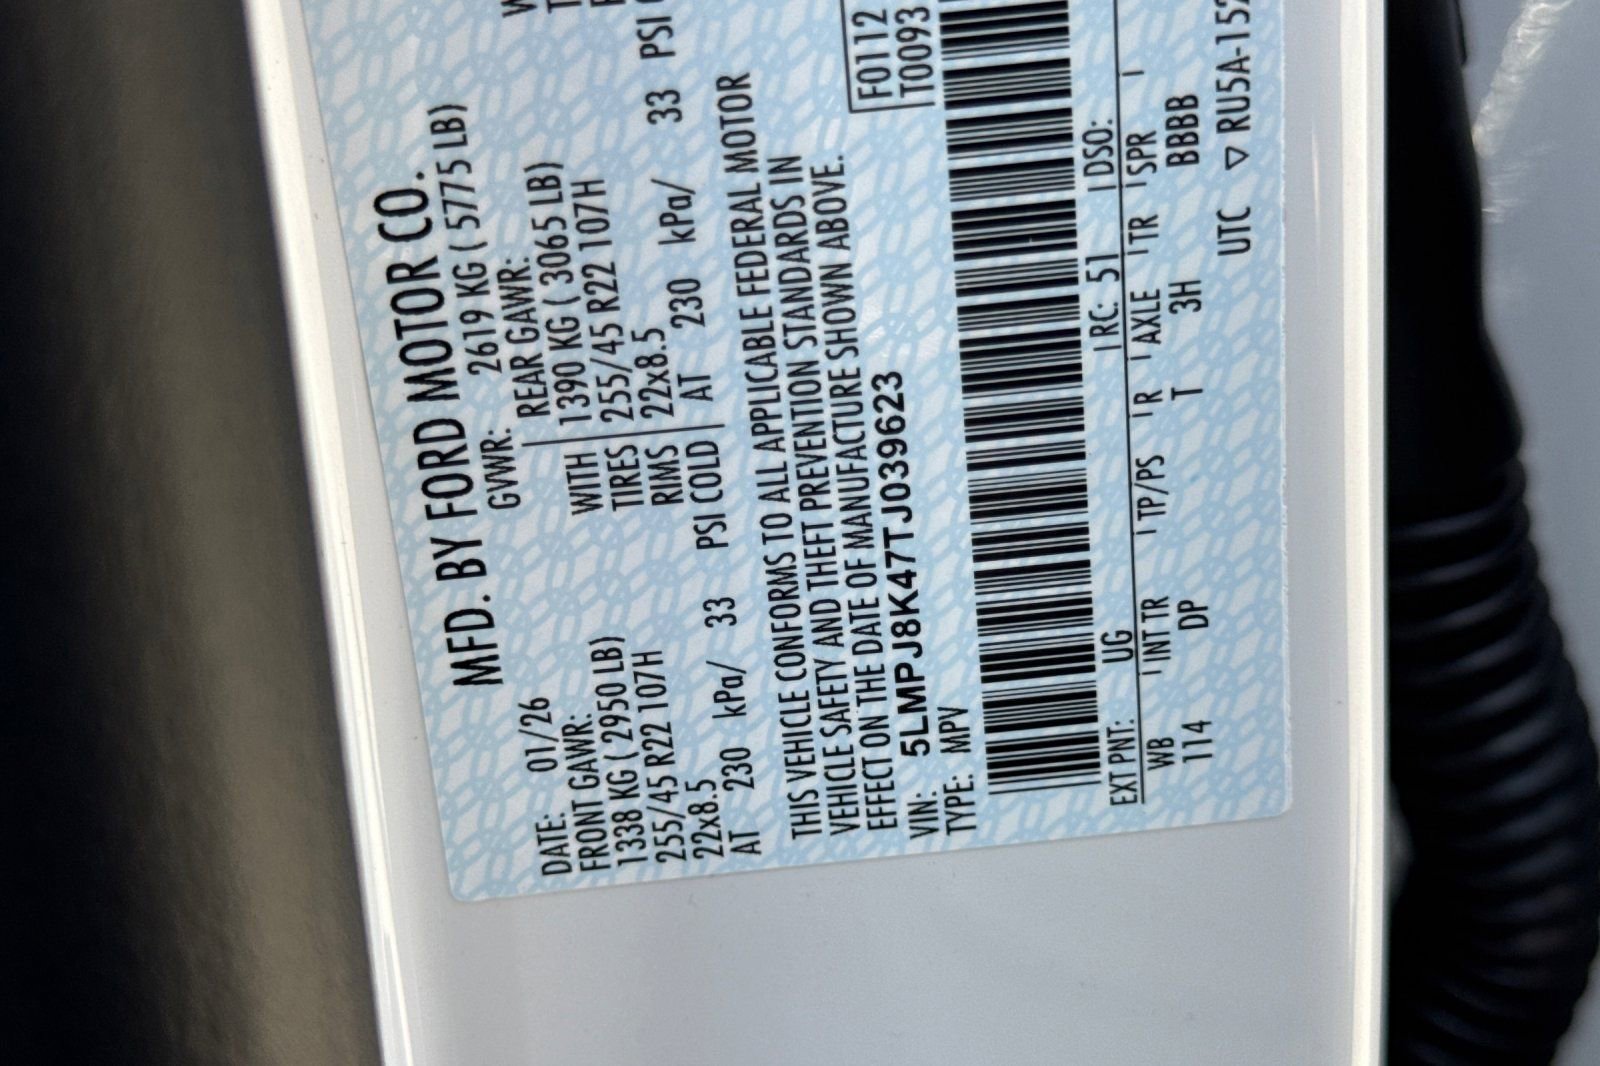 MFD. BY FORD MOTOR CO.
DATE: 01/26 GVWR: 2619 KG ( 5775 LB)
FRONT GAWR: REAR GAWR:
1338 KG ( 2950 LB) WITH 1390 KG ( 3065 LB)
255/45 R22 107H TIRES 255/45 R22 107H
22x8.5 RIMS 22x8.5
AT 230 kPa/ 33 PSI COLD AT 230 kPa/ 33 PSI
THIS VEHICLE CONFORMS TO ALL APPLICABLE FEDERAL MOTOR
VEHICLE SAFETY AND THEFT PREVENTION STANDARDS IN
EFFECT ON THE DATE OF MANUFACTURE SHOWN ABOVE.
VIN: 5LMPJ8K47TJ039623 F0112
TYPE: MPV T0093
EXT PNT: UG RC: 51 DSO:
WB INT TR TP/PS R AXLE TR SPR
114 DP T 3H BBBB
UTC ▽ RU5A-152